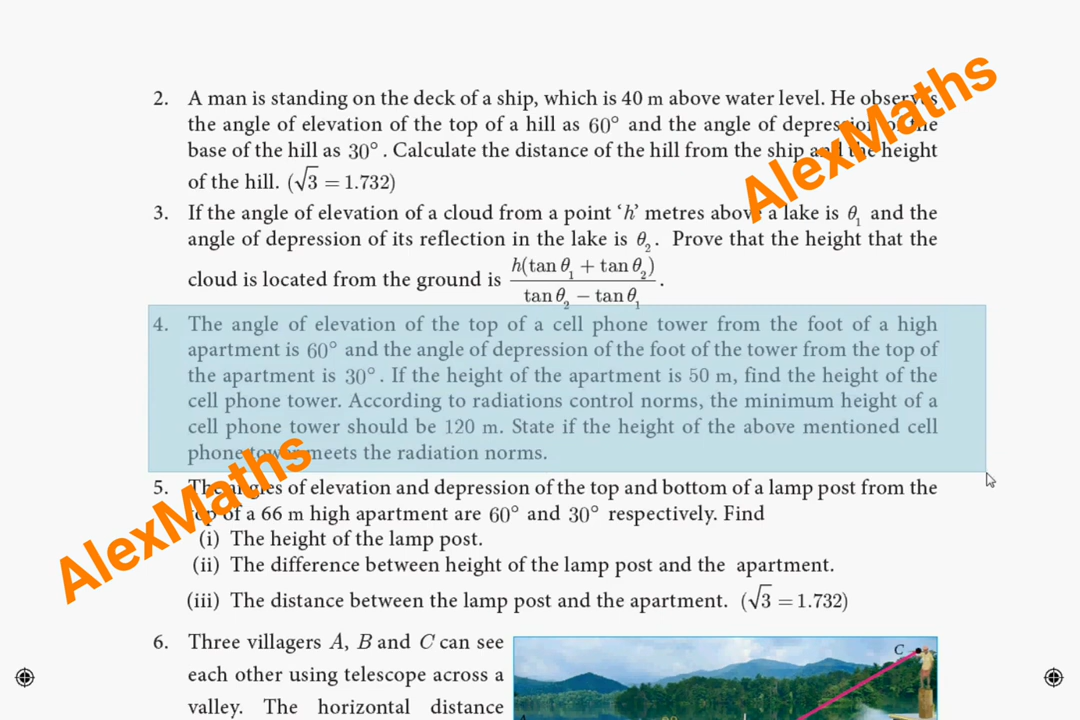 AlexMaths
2. A man is standing on the deck of a ship, which is 40 m above water level. He observes
the angle of elevation of the top of a hill as 60° and the angle of depression of the
base of the hill as 30°. Calculate the distance of the hill from the ship and the height
of the hill. (√3 = 1.732)
3. If the angle of elevation of a cloud from a point ‘h’ metres above a lake is θ₁ and the
angle of depression of its reflection in the lake is θ₂. Prove that the height that the
cloud is located from the ground is h(tan θ₁ + tan θ₂) / tan θ₂ − tan θ₁ .
4. The angle of elevation of the top of a cell phone tower from the foot of a high
apartment is 60° and the angle of depression of the foot of the tower from the top of
the apartment is 30°. If the height of the apartment is 50 m, find the height of the
cell phone tower. According to radiations control norms, the minimum height of a
cell phone tower should be 120 m. State if the height of the above mentioned cell
phone tower meets the radiation norms.
AlexMaths
5. The angles of elevation and depression of the top and bottom of a lamp post from the
top of a 66 m high apartment are 60° and 30° respectively. Find
(i) The height of the lamp post.
(ii) The difference between height of the lamp post and the apartment.
(iii) The distance between the lamp post and the apartment. (√3 = 1.732)
6. Three villagers A, B and C can see
each other using telescope across a
valley. The horizontal distance
C